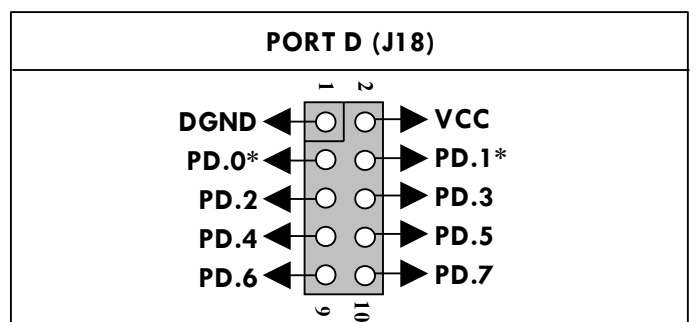 PORT D (J18)
1 2
DGND VCC
PD.0* PD.1*
PD.2 PD.3
PD.4 PD.5
PD.6 PD.7
9 10